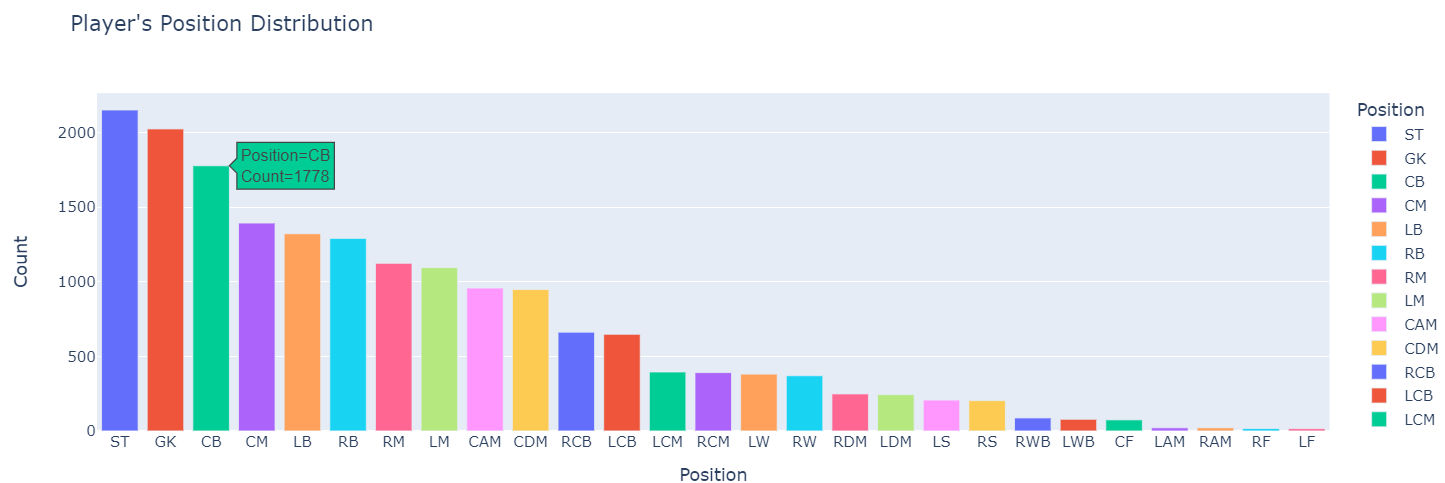 Player's Position Distribution
2000
1500
1000
500
0
Count
Position=CB
Count=1778
ST GK CB CM LB RB RM LM CAM CDM RCB LCB LCM RCM LW RW RDM LDM LS RS RWB LWB CF LAM RAM RF LF
Position
Position
ST
GK
CB
CM
LB
RB
RM
LM
CAM
CDM
RCB
LCB
LCM